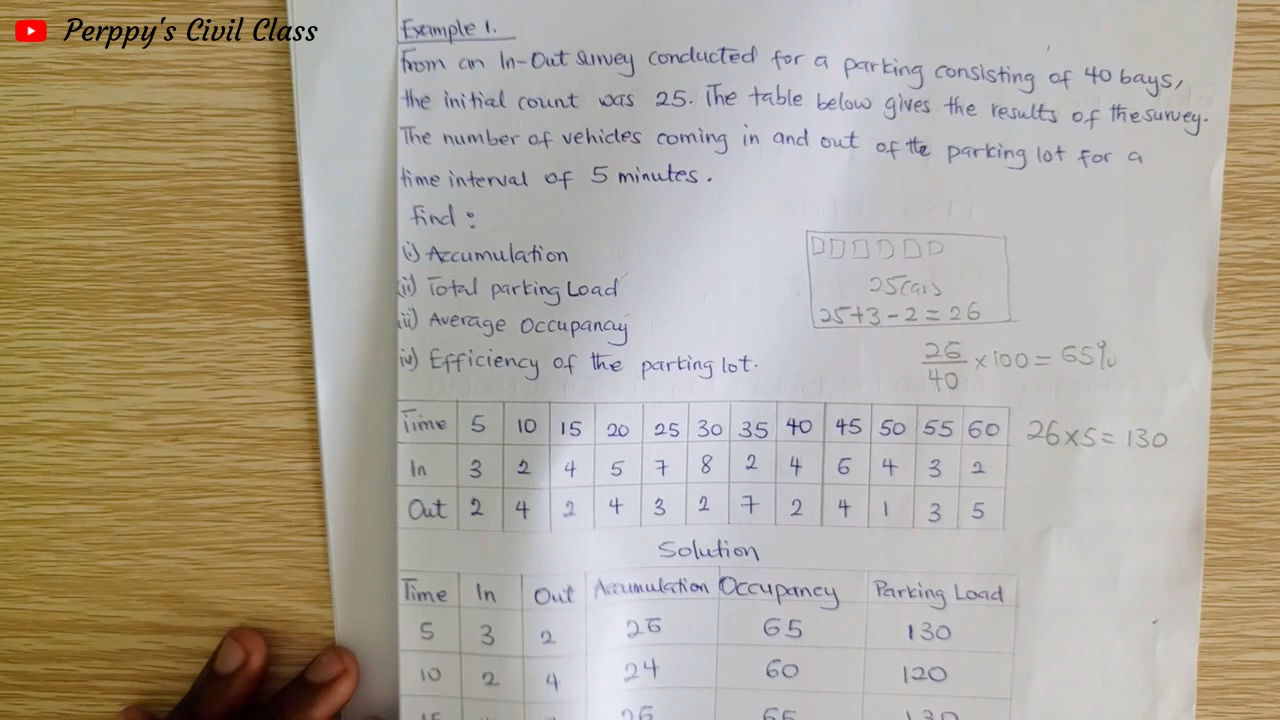 Perppy's Civil Class
Example 1.
From an In-Out Survey conducted for a parking consisting of 40 bays,
the initial count was 25. The table below gives the results of the survey.
The number of vehicles coming in and out of the parking lot for a
time interval of 5 minutes.
Find :
(i) Accumulation
ii) Total parking Load
ii) Average Occupancy
iv) Efficiency of the parking lot.
25 cars
25+3-2=26
26/40 ×100 = 65%
Time 5 10 15 20 25 30 35 40 45 50 55 60
26×5=130
In 3 2 4 5 7 8 2 4 6 4 3 2
Out 2 4 2 4 3 2 7 2 4 1 3 5
Solution
Time In Out Accumulation Occupancy Parking Load
5 3 2 26 65 130
10 2 4 24 60 120
15 26 65 130